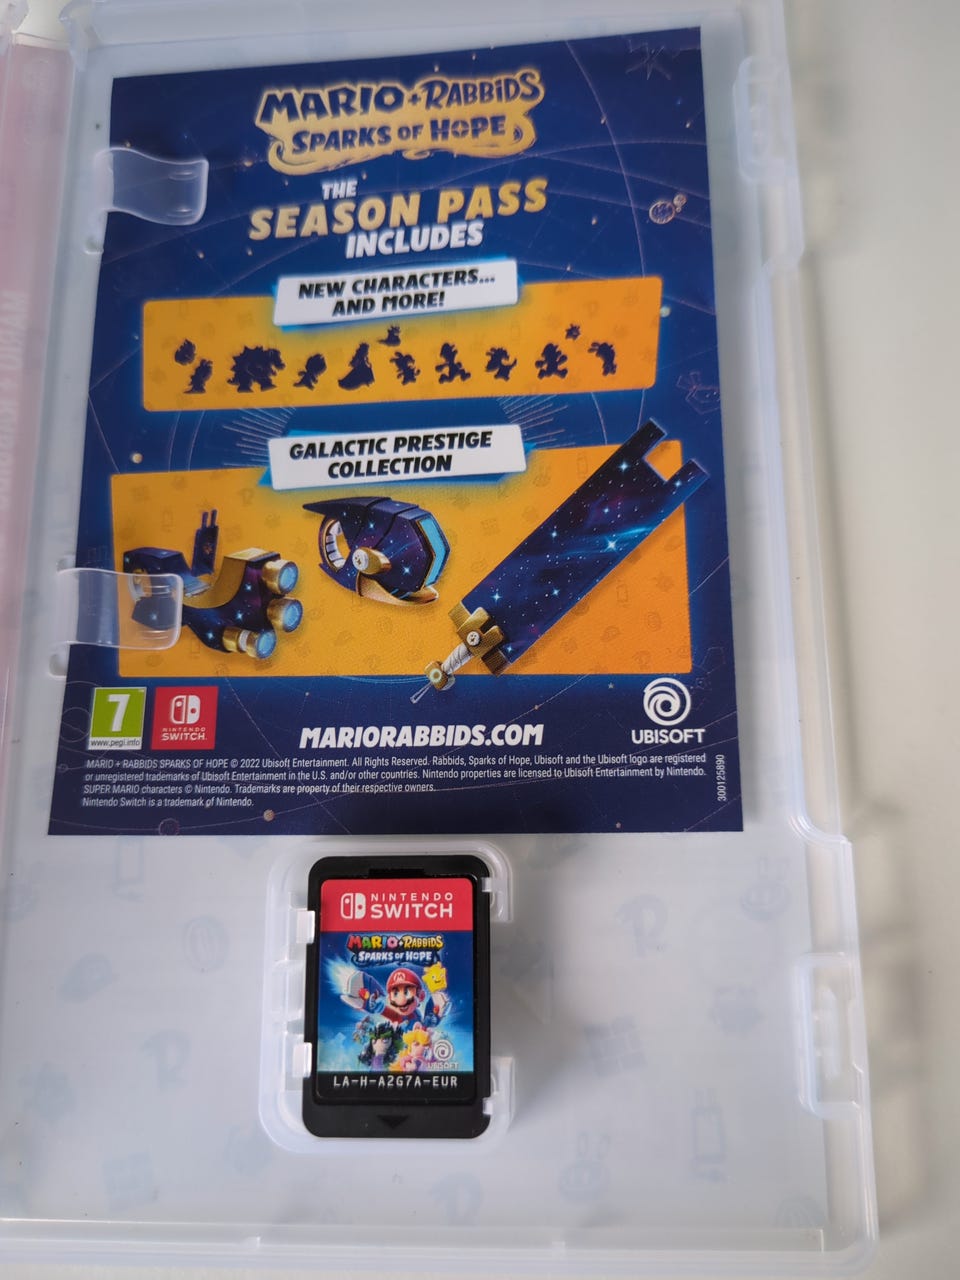 MARIO+RABBIDS
SPARKS OF HOPE
THE
SEASON PASS
INCLUDES
NEW CHARACTERS...
AND MORE!
GALACTIC PRESTIGE
COLLECTION
7
www.pegi.info
NINTENDO
SWITCH.
MARIORABBIDS.COM
UBISOFT
MARIO + RABBIDS SPARKS OF HOPE © 2022 Ubisoft Entertainment. All Rights Reserved. Rabbids, Sparks of Hope, Ubisoft and the Ubisoft logo are registered
or unregistered trademarks of Ubisoft Entertainment in the U.S. and/or other countries. Nintendo properties are licensed to Ubisoft Entertainment by Nintendo.
SUPER MARIO characters © Nintendo. Trademarks are property of their respective owners.
Nintendo Switch is a trademark of Nintendo.
300125890
NINTENDO
SWITCH
MARIO+RABBIDS
SPARKS OF HOPE
UBISOFT
LA-H-A2G7A-EUR